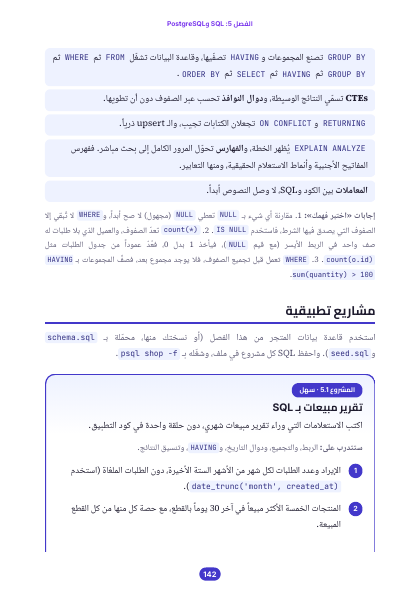 الفصل 5: SQL وPostgreSQL
GROUP BY تصنع المجموعات و HAVING تصفّيها، وقاعدة البيانات تشغّل FROM ثم WHERE ثم
GROUP BY ثم HAVING ثم SELECT ثم ORDER BY .
CTEs تسمّي النتائج الوسيطة، ودوال النوافذ تحسب عبر الصفوف دون أن تطويها.
RETURNING و ON CONFLICT تجعلان الكتابات تجيب، والـ upsert ذرياً.
EXPLAIN ANALYZE يُظهر الخطة، والفهارس تحوّل المرور الكامل إلى بحث مباشر. ففهرس
المفاتيح الأجنبية وأنماط الاستعلام الحقيقية، ومنها التعابير.
المعاملات بين الكود وSQL، لا وصل النصوص أبداً.
إجابات «اختبر فهمك»: 1. مقارنة أي شيء بـ NULL تعطي NULL (مجهول) لا صح أبداً، و WHERE لا تُبقي إلا
الصفوف التي يصدق فيها الشرط، فاستخدم IS NULL . 2. count(*) تعدّ الصفوف، والعميل الذي بلا طلبات له
صف واحد في الربط الأيسر (مع قيم NULL )، فيأخذ 1 بدل 0، فعُدّ عموداً من جدول الطلبات مثل
count(o.id) . 3. WHERE تعمل قبل تجميع الصفوف، فلا يوجد مجموع بعد، فصفّ المجموعات بـ HAVING
sum(quantity) > 100 .
مشاريع تطبيقية
استخدم قاعدة بيانات المتجر من هذا الفصل (أو نسختك منها، محمّلة بـ schema.sql
و seed.sql )، واحفظ SQL كل مشروع في ملف، وشغّله بـ psql shop -f .
المشروع 5.1 · سهل
تقرير مبيعات بـ SQL
اكتب الاستعلامات التي وراء تقرير مبيعات شهري، دون حلقة واحدة في كود التطبيق.
ستتدرب على: الربط، والتجميع، ودوال التاريخ، و HAVING ، وتنسيق النتائج.
1 الإيراد وعدد الطلبات لكل شهر من الأشهر الستة الأخيرة، دون الطلبات الملغاة (استخدم
date_trunc('month', created_at) ).
2 المنتجات الخمسة الأكثر مبيعاً في آخر 30 يوماً بالقطع، مع حصة كل منها من كل القطع
المبيعة.
142